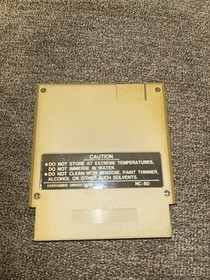 CAUTION
• DO NOT STORE AT EXTREME TEMPERATURES,
DO NOT IMMERSE IN WATER.
• DO NOT CLEAN WITH BENZENE, PAINT THINNER,
ALCOHOL OR OTHER SUCH SOLVENTS.
NC-80